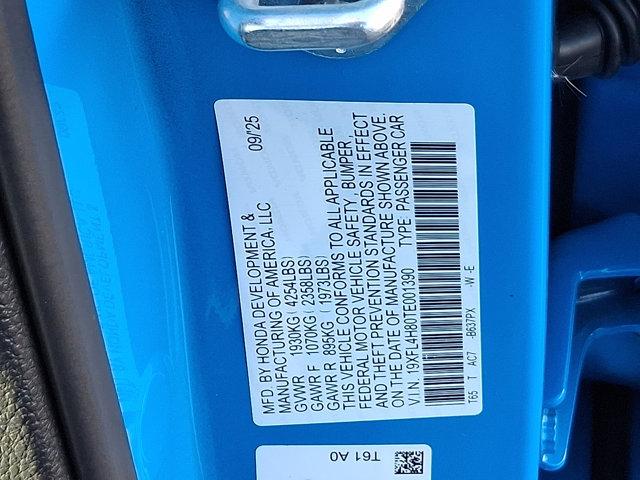 MFD BY HONDA DEVELOPMENT & 09/'25
MANUFACTURING OF AMERICA, LLC
GVWR 1930KG (4254LBS)
GAWR F 1070KG (2358LBS)
GAWR R 895KG (1973LBS)
THIS VEHICLE CONFORMS TO ALL APPLICABLE
FEDERAL MOTOR VEHICLE SAFETY, BUMPER,
AND THEFT PREVENTION STANDARDS IN EFFECT
ON THE DATE OF MANUFACTURE SHOWN ABOVE.
V.I.N. 19XFL4H80TE001390 TYPE: PASSENGER CAR
T65 T AC7 -B637PX -W-E
T61 A0